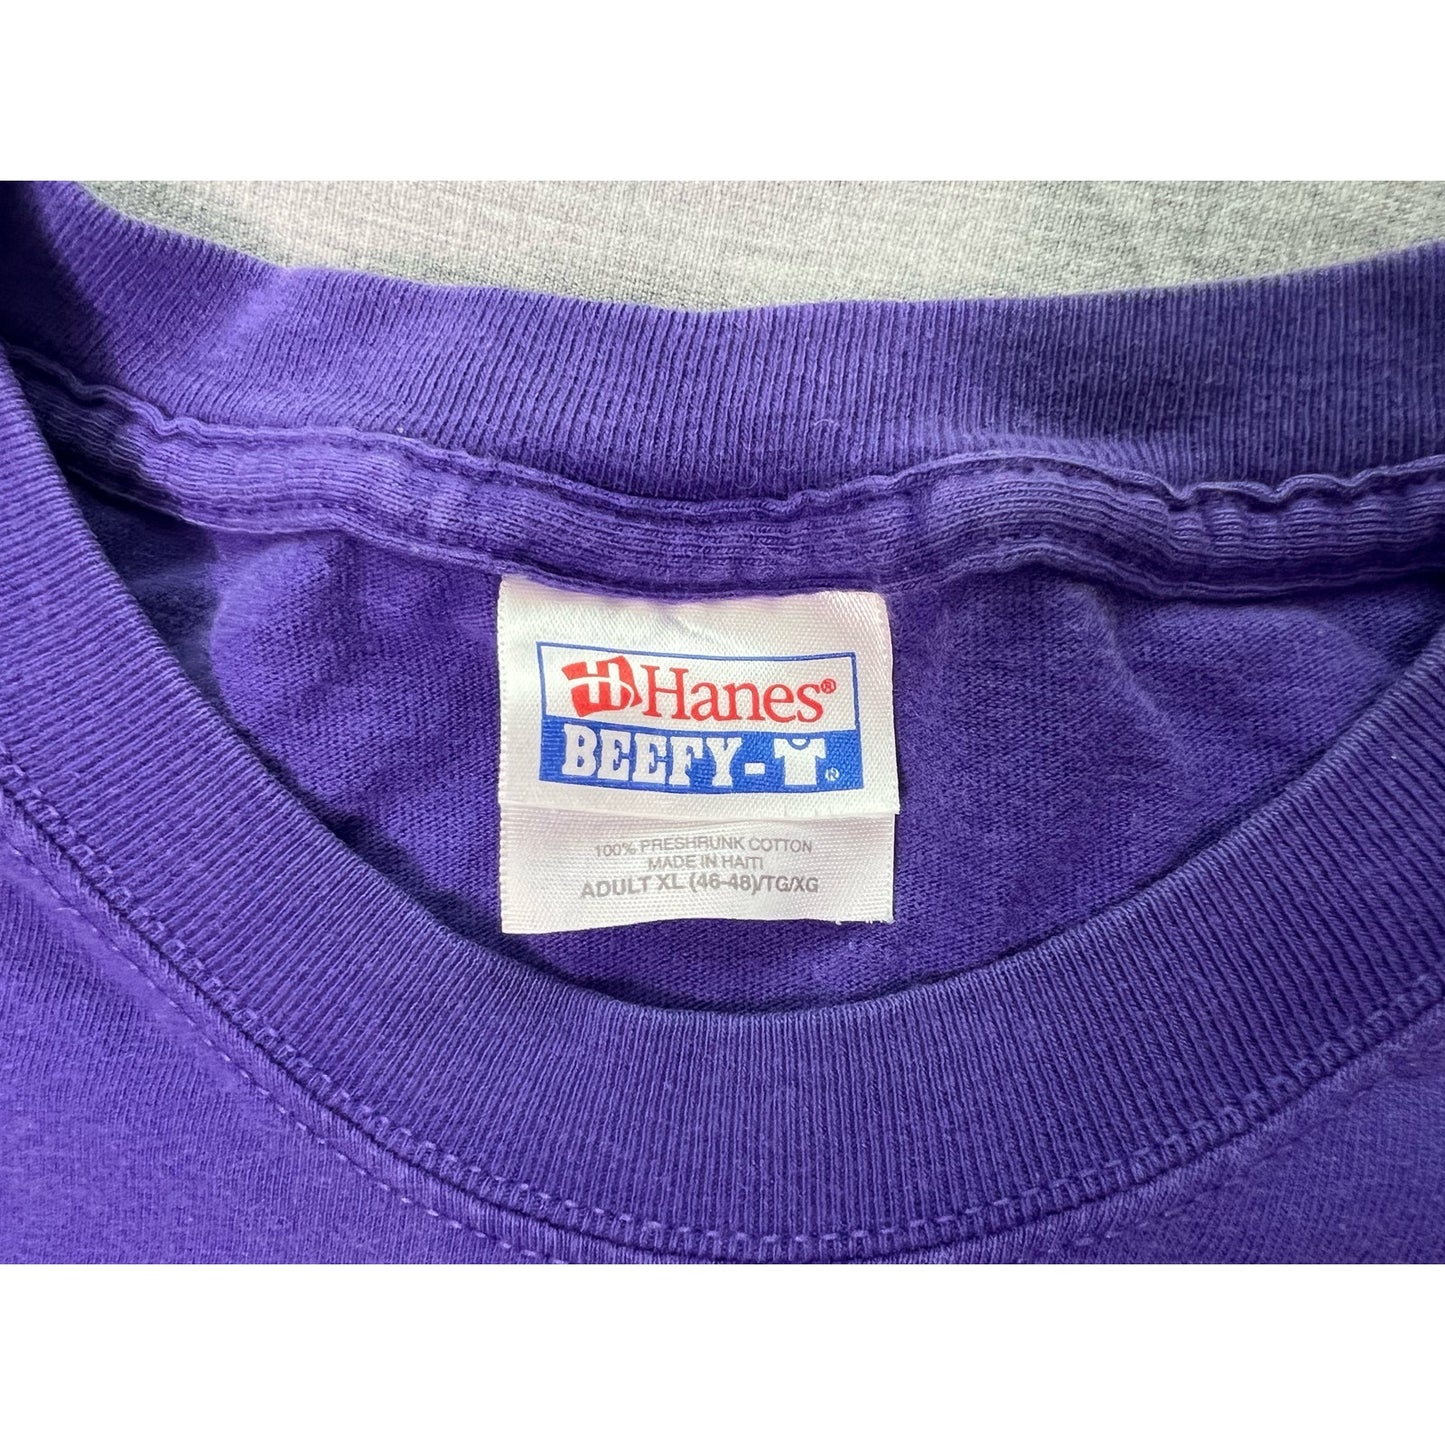 Hanes®
BEEFY-T®
100% PRESHRUNK COTTON
MADE IN HAITI
ADULT XL (46-48)/TG/XG